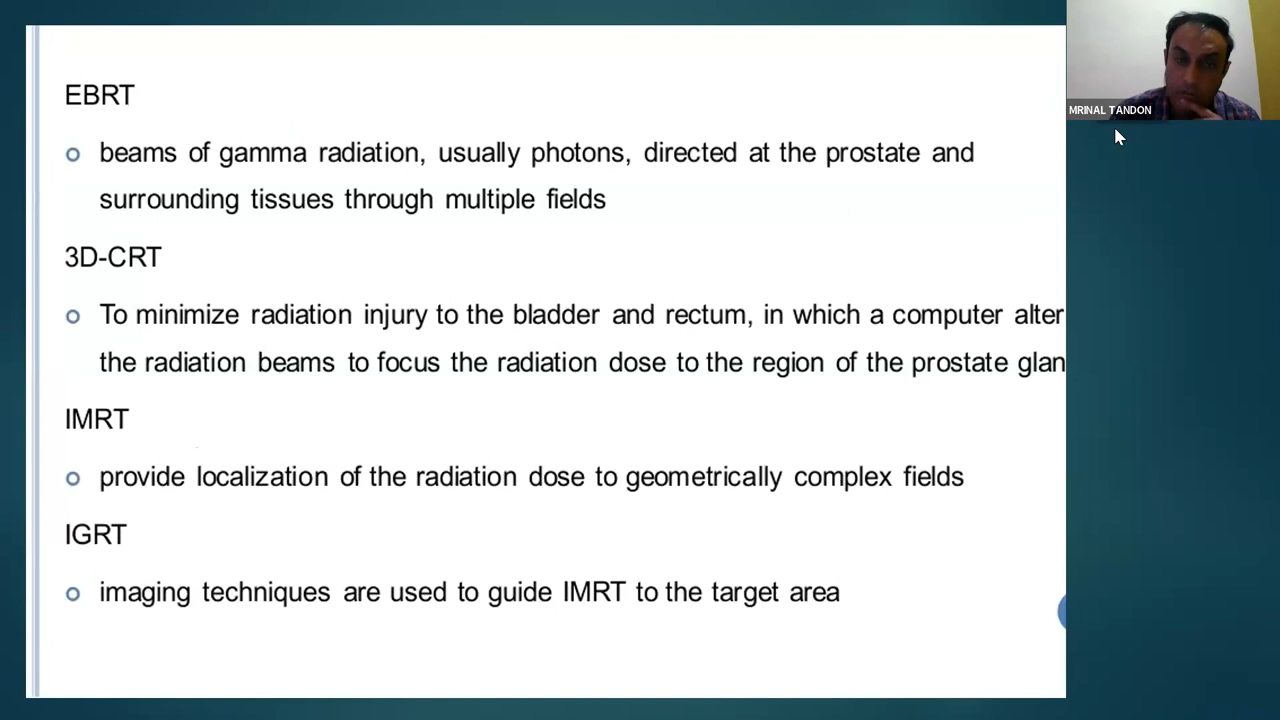 EBRT
beams of gamma radiation, usually photons, directed at the prostate and
surrounding tissues through multiple fields
3D-CRT
To minimize radiation injury to the bladder and rectum, in which a computer alter
the radiation beams to focus the radiation dose to the region of the prostate glan
IMRT
provide localization of the radiation dose to geometrically complex fields
IGRT
imaging techniques are used to guide IMRT to the target area
MRINAL TANDON